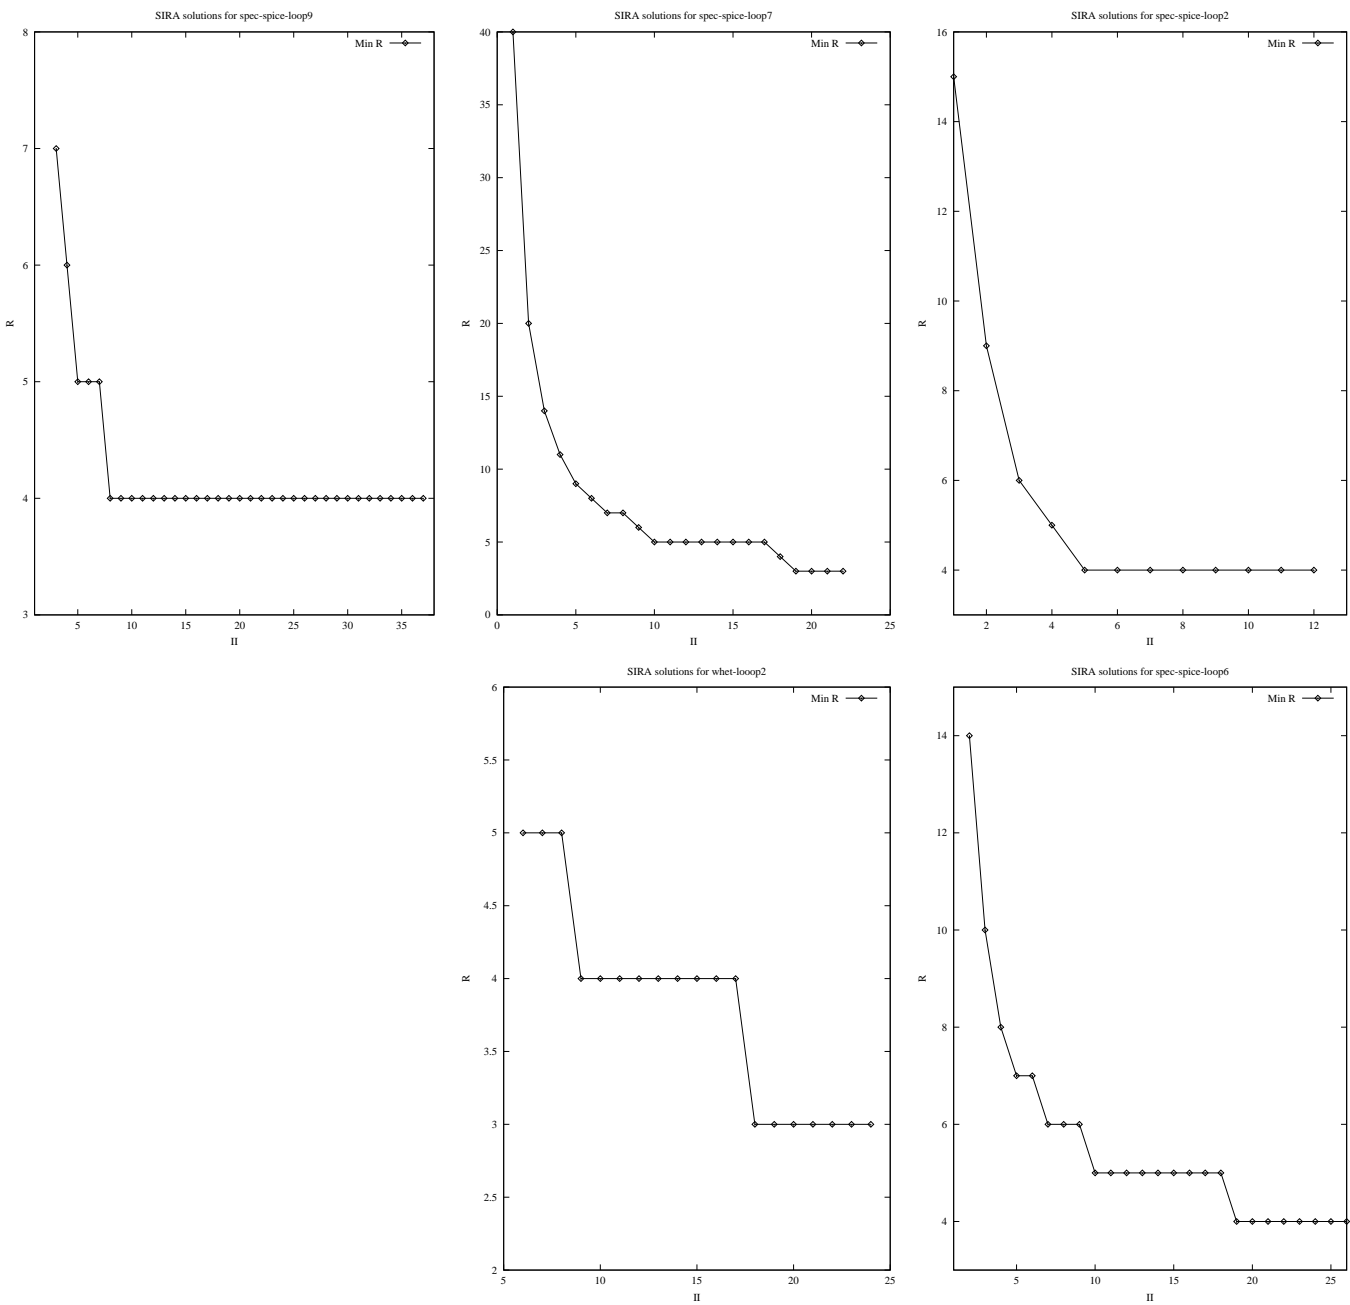 SIRA solutions for spec-spice-loop9
8
7
6
5
4
3
R
Min R
5 10 15 20 25 30 35
II
SIRA solutions for spec-spice-loop7
40
35
30
25
20
15
10
5
0
R
Min R
0 5 10 15 20 25
II
SIRA solutions for spec-spice-loop2
16
14
12
10
8
6
4
R
Min R
2 4 6 8 10 12
II
SIRA solutions for whet-looop2
6
5.5
5
4.5
4
3.5
3
2.5
2
R
Min R
5 10 15 20 25
II
SIRA solutions for spec-spice-loop6
14
12
10
8
6
4
R
Min R
5 10 15 20 25
II